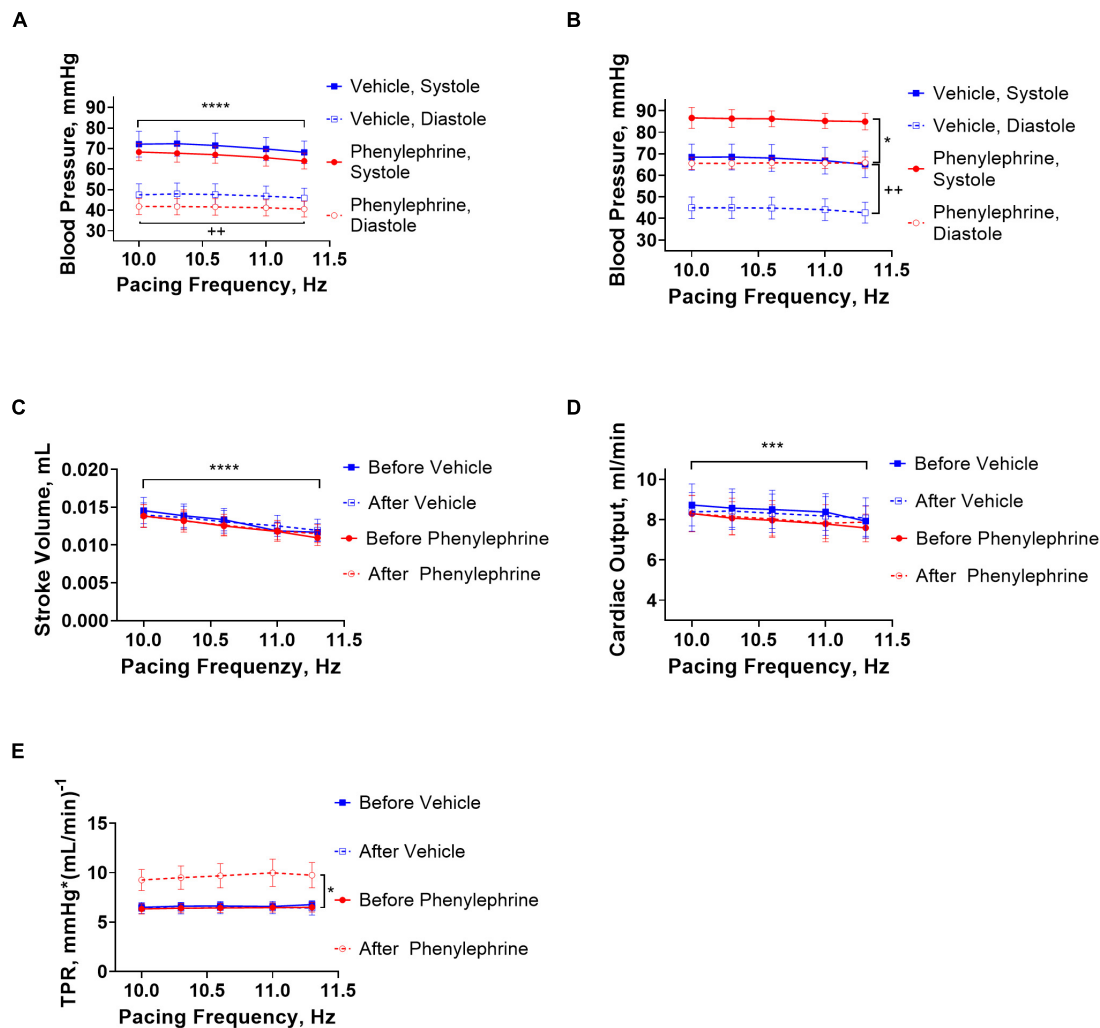 A
Blood Pressure, mmHg
90
80
70
60
50
40
30
****
++
10.0 10.5 11.0 11.5
Pacing Frequency, Hz
Vehicle, Systole
Vehicle, Diastole
Phenylephrine,
Systole
Phenylephrine,
Diastole
B
Blood Pressure, mmHg
90
80
70
60
50
40
30
*
++
10.0 10.5 11.0 11.5
Pacing Frequency, Hz
Vehicle, Systole
Vehicle, Diastole
Phenylephrine,
Systole
Phenylephrine,
Diastole
C
Stroke Volume, mL
0.020
0.015
0.010
0.005
0.000
****
10.0 10.5 11.0 11.5
Pacing Frequenzy, Hz
Before Vehicle
After Vehicle
Before Phenylephrine
After Phenylephrine
D
Cardiac Output, ml/min
10
8
6
4
***
10.0 10.5 11.0 11.5
Pacing Frequency, Hz
Before Vehicle
After Vehicle
Before Phenylephrine
After Phenylephrine
E
TPR, mmHg*(mL/min)⁻¹
15
10
5
0
*
10.0 10.5 11.0 11.5
Pacing Frequency, Hz
Before Vehicle
After Vehicle
Before Phenylephrine
After Phenylephrine